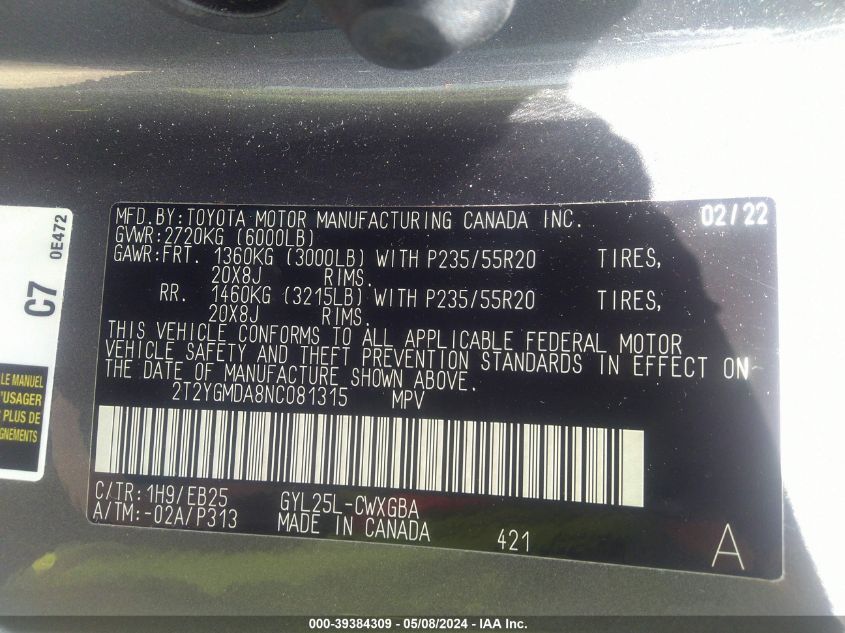 MFD.BY:TOYOTA MOTOR MANUFACTURING CANADA INC. 02/22
GVWR:2720KG (6000LB)
GAWR:FRT. 1360KG (3000LB) WITH P235/55R20 TIRES,
20X8J RIMS.
RR. 1460KG (3215LB) WITH P235/55R20 TIRES,
20X8J RIMS.
THIS VEHICLE CONFORMS TO ALL APPLICABLE FEDERAL MOTOR
VEHICLE SAFETY AND THEFT PREVENTION STANDARDS IN EFFECT ON
THE DATE OF MANUFACTURE SHOWN ABOVE.
2T2YGMDA8NC081315 MPV
C/TR:1H9/EB25 GYL25L-CWXGBA
A/TM:-02A/P313 MADE IN CANADA 421 A
C7 0E472
LE MANUEL
D'USAGER
R PLUS DE
GNEMENTS
000-39384309 - 05/08/2024 - IAA Inc.